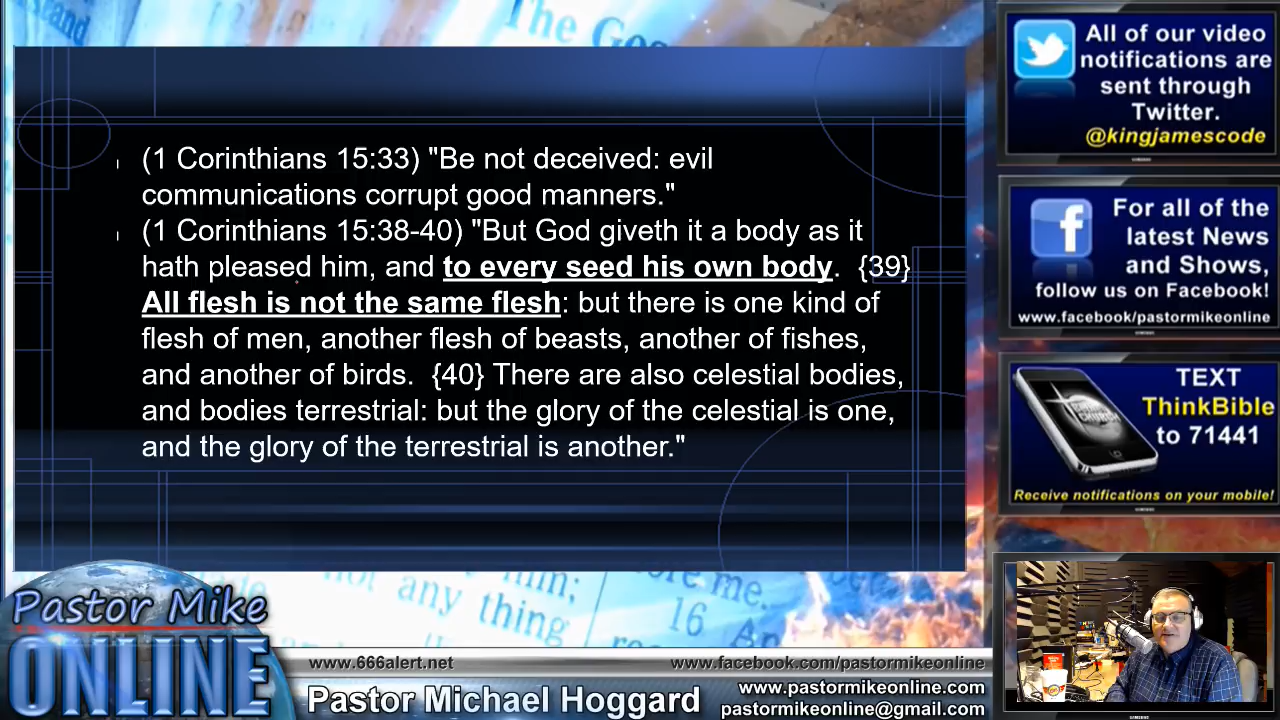 The Go
(1 Corinthians 15:33) "Be not deceived: evil
communications corrupt good manners."
(1 Corinthians 15:38-40) "But God giveth it a body as it
hath pleased him, and to every seed his own body.  {39}
All flesh is not the same flesh: but there is one kind of
flesh of men, another flesh of beasts, another of fishes,
and another of birds.  {40} There are also celestial bodies,
and bodies terrestrial: but the glory of the celestial is one,
and the glory of the terrestrial is another."
All of our video
notifications are
sent through
Twitter.
@kingjamescode
For all of the
latest News
and Shows,
follow us on Facebook!
www.facebook/pastormikeonline
TEXT
ThinkBible
to 71441
Receive notifications on your mobile!
not any thing
him;
16
Pastor Mike
ONLINE
www.666alert.net
www.facebook.com/pastormikeonline
Pastor Michael Hoggard
www.pastormikeonline.com
pastormikeonline@gmail.com